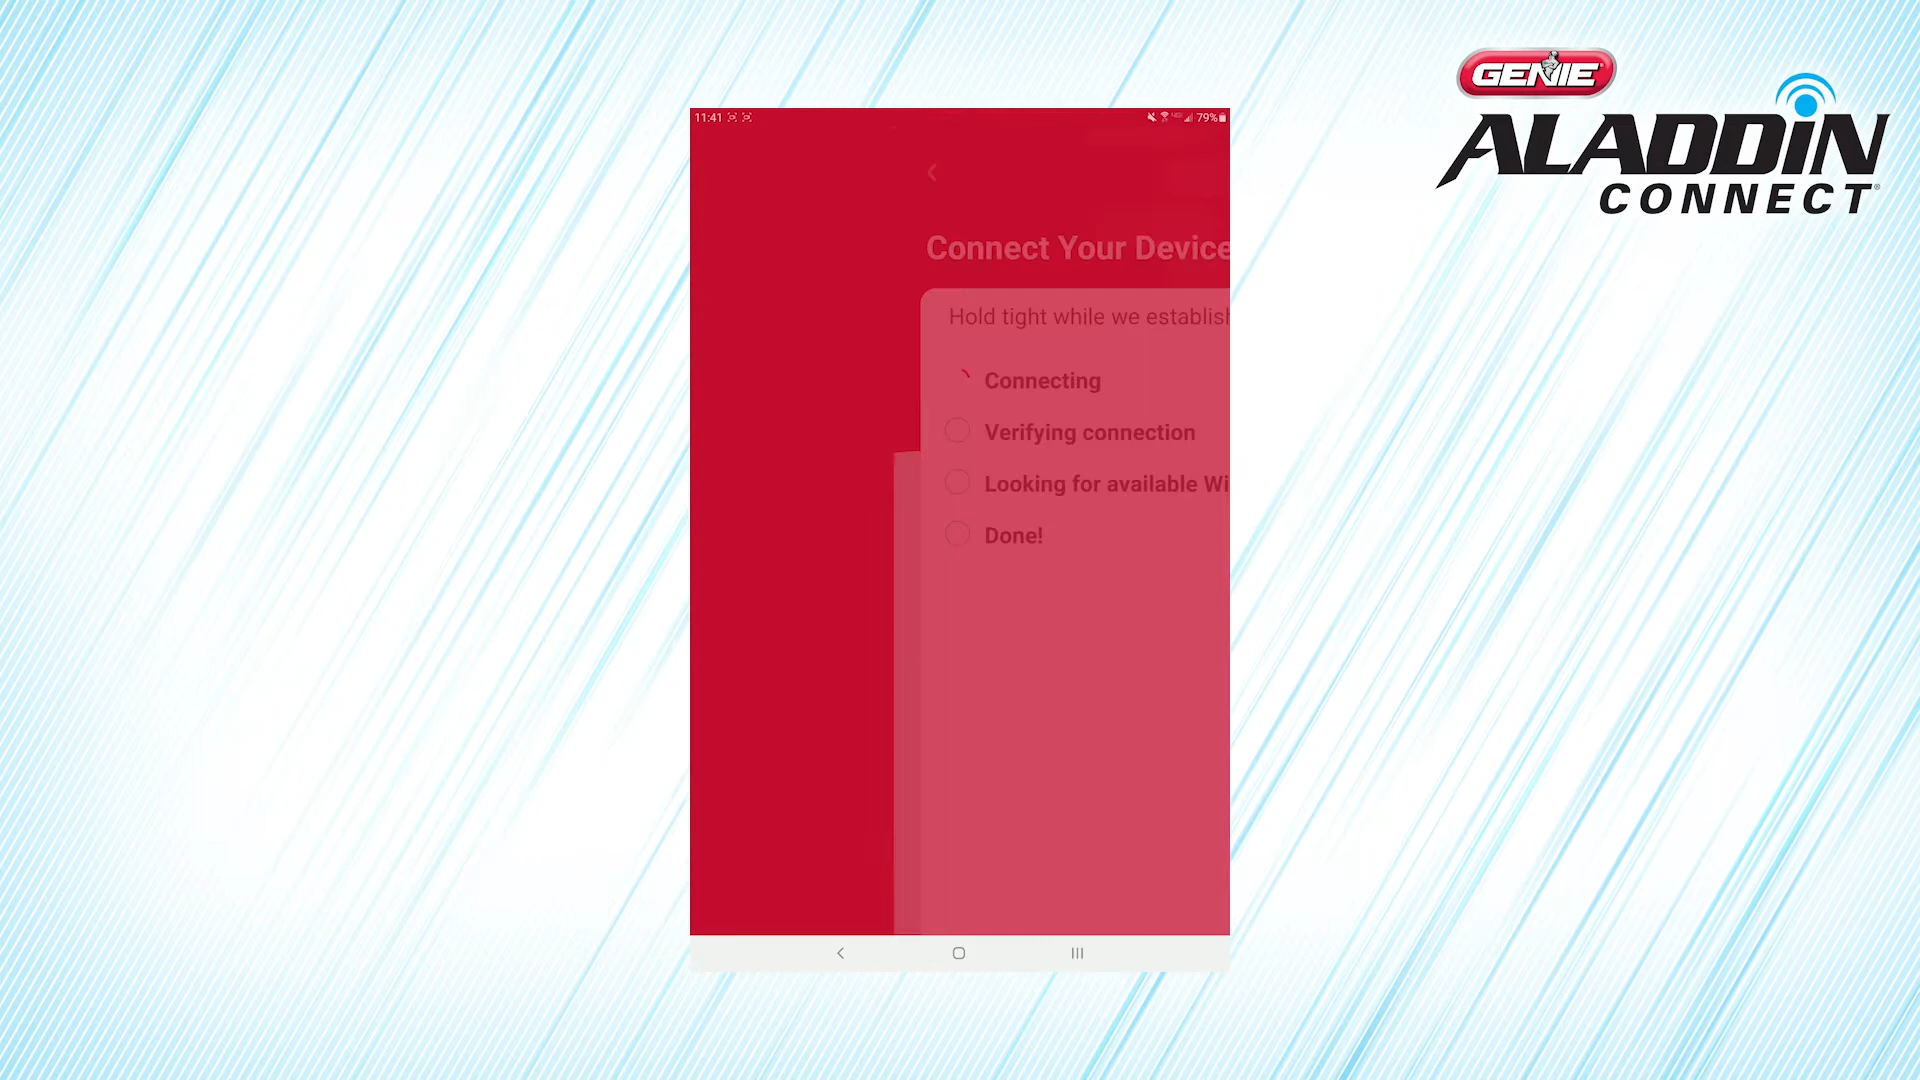 GENIE
ALADDIN
CONNECT
11:41
79%
Connect Your Device
Hold tight while we establish
Connecting
Verifying connection
Looking for available Wi
Done!